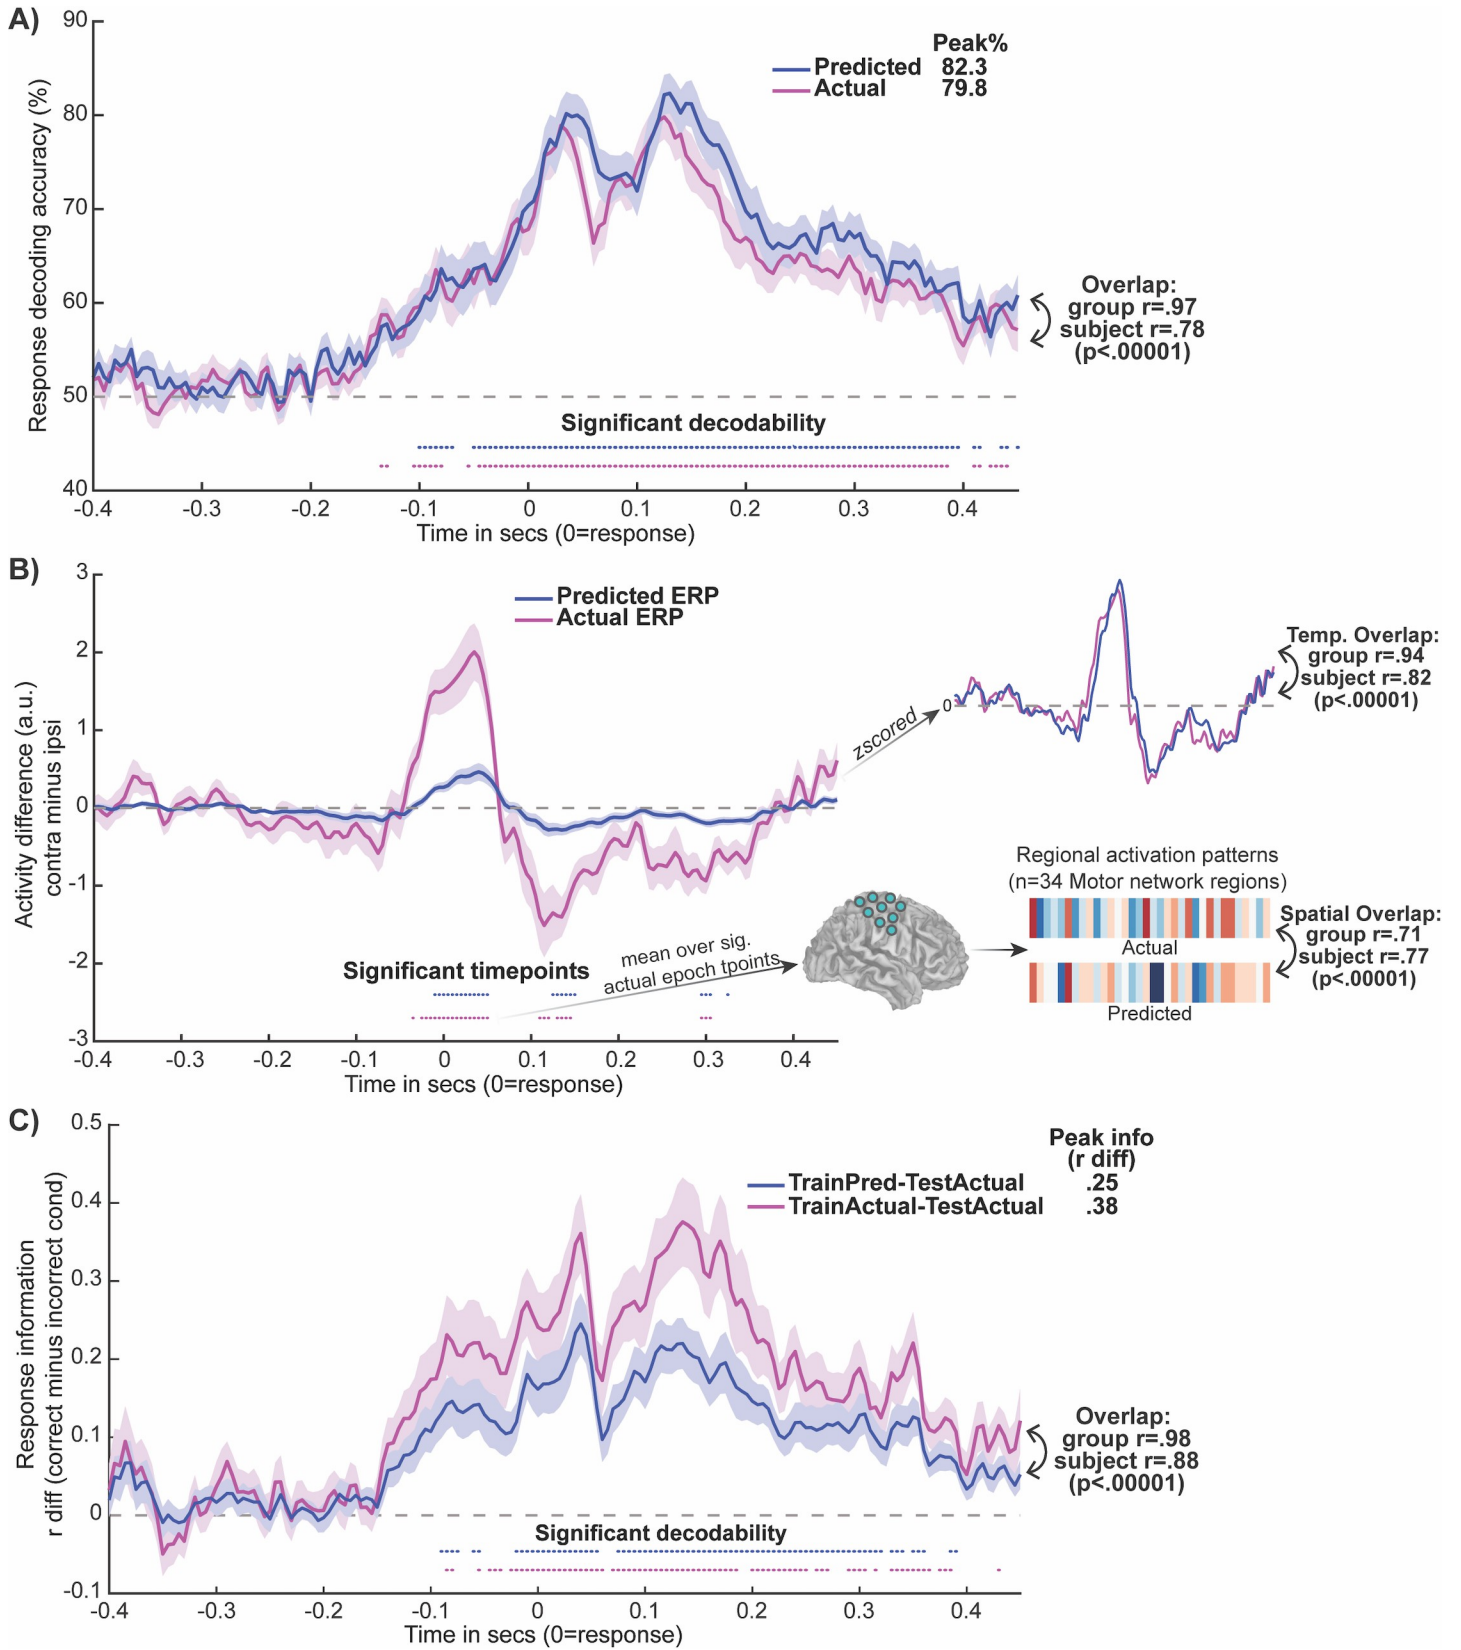 A)
90
80
70
60
50
40
Response decoding accuracy (%)
Peak%
Predicted 82.3
Actual 79.8
Overlap:
group r=.97
subject r=.78
(p<.00001)
Significant decodability
-0.4 -0.3 -0.2 -0.1 0 0.1 0.2 0.3 0.4
Time in secs (0=response)
B)
3
2
1
0
-1
-2
-3
Activity difference (a.u.)
contra minus ipsi
Predicted ERP
Actual ERP
zscored
0
Temp. Overlap:
group r=.94
subject r=.82
(p<.00001)
Significant timepoints
mean over sig.
actual epoch tpoints
Regional activation patterns
(n=34 Motor network regions)
Actual
Predicted
Spatial Overlap:
group r=.71
subject r=.77
(p<.00001)
-0.4 -0.3 -0.2 -0.1 0 0.1 0.2 0.3 0.4
Time in secs (0=response)
C)
0.5
0.4
0.3
0.2
0.1
0
-0.1
Response information
r diff (correct minus incorrect cond)
Peak info
(r diff)
TrainPred-TestActual .25
TrainActual-TestActual .38
Overlap:
group r=.98
subject r=.88
(p<.00001)
Significant decodability
-0.4 -0.3 -0.2 -0.1 0 0.1 0.2 0.3 0.4
Time in secs (0=response)